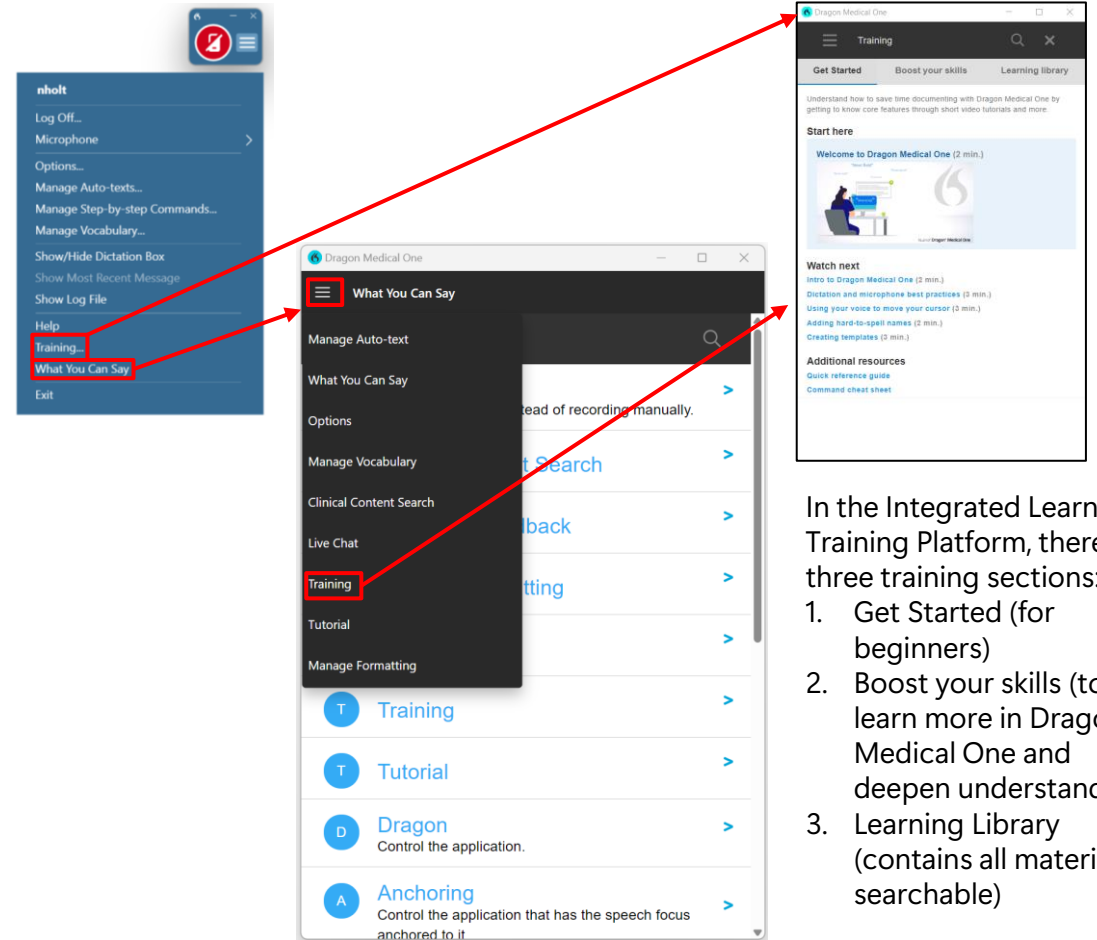 nholt
Log Off...
Microphone
Options...
Manage Auto-texts...
Manage Step-by-step Commands...
Manage Vocabulary...
Show/Hide Dictation Box
Show Most Recent Message
Show Log File
Help
Training...
What You Can Say
Exit
Dragon Medical One
What You Can Say
Manage Auto-text
What You Can Say
Options
Manage Vocabulary
Clinical Content Search
Live Chat
Training
Tutorial
Manage Formatting
tead of recording manually.
t Search
lback
tting
T Training
T Tutorial
D Dragon
Control the application.
A Anchoring
Control the application that has the speech focus
anchored to it
Dragon Medical One
Training
Get Started Boost your skills Learning library
Understand how to save time documenting with Dragon Medical One by
getting to know core features through short video tutorials and more.
Start here
Welcome to Dragon Medical One (2 min.)
Watch next
Intro to Dragon Medical One (2 min.)
Dictation and microphone best practices (3 min.)
Using your voice to move your cursor (3 min.)
Adding hard-to-spell names (2 min.)
Creating templates (3 min.)
Additional resources
Quick reference guide
Command cheat sheet
In the Integrated Learn
Training Platform, there
three training sections:
1. Get Started (for
beginners)
2. Boost your skills (to
learn more in Drago
Medical One and
deepen understand
3. Learning Library
(contains all materi
searchable)